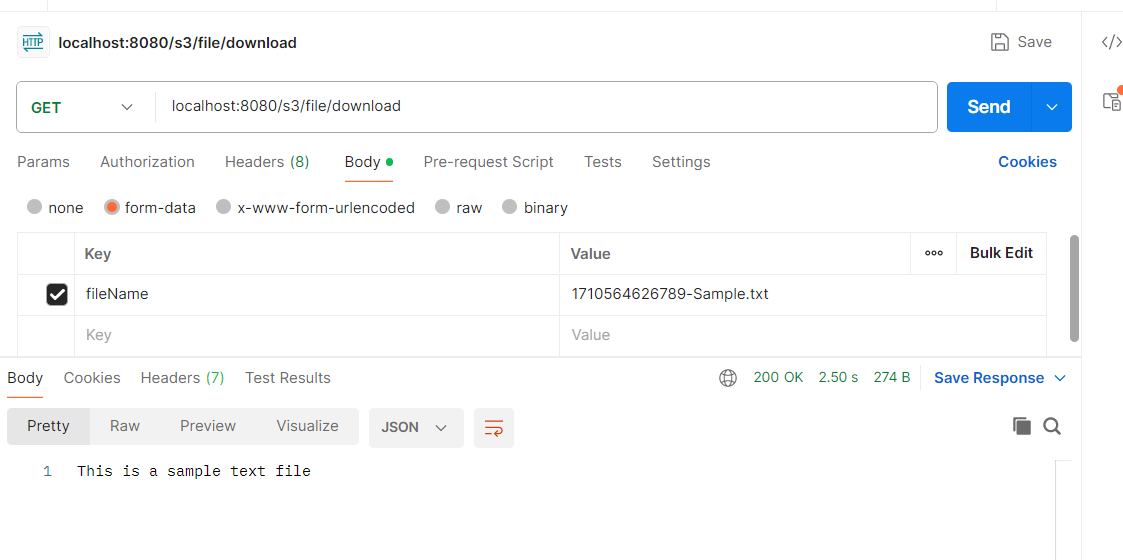 HTTP localhost:8080/s3/file/download Save </>
GET localhost:8080/s3/file/download Send
Params Authorization Headers (8) Body Pre-request Script Tests Settings Cookies
none form-data x-www-form-urlencoded raw binary
Key Value Bulk Edit
fileName 1710564626789-Sample.txt
Key Value
Body Cookies Headers (7) Test Results 200 OK 2.50 s 274 B Save Response
Pretty Raw Preview Visualize JSON
1 This is a sample text file